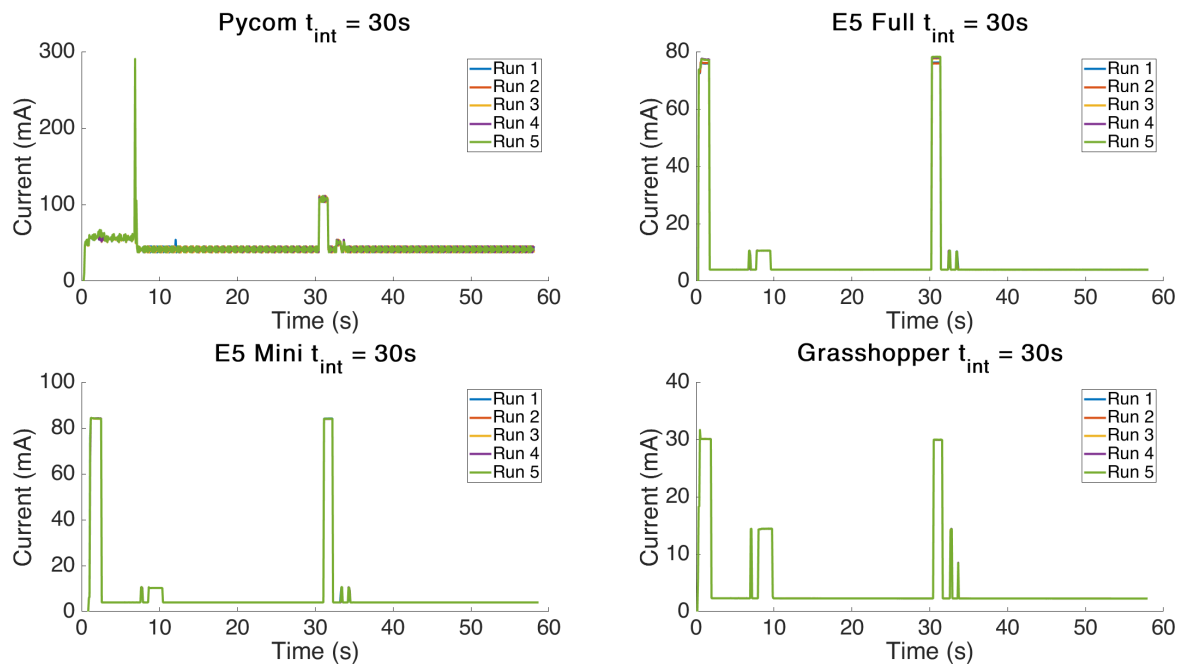 Pycom t_int = 30s
300
200
100
0
Current (mA)
0 10 20 30 40 50 60
Time (s)
Run 1
Run 2
Run 3
Run 4
Run 5
E5 Full t_int = 30s
80
60
40
20
0
Current (mA)
0 10 20 30 40 50 60
Time (s)
Run 1
Run 2
Run 3
Run 4
Run 5
E5 Mini t_int = 30s
100
80
60
40
20
0
Current (mA)
0 10 20 30 40 50 60
Time (s)
Run 1
Run 2
Run 3
Run 4
Run 5
Grasshopper t_int = 30s
40
30
20
10
0
Current (mA)
0 10 20 30 40 50 60
Time (s)
Run 1
Run 2
Run 3
Run 4
Run 5